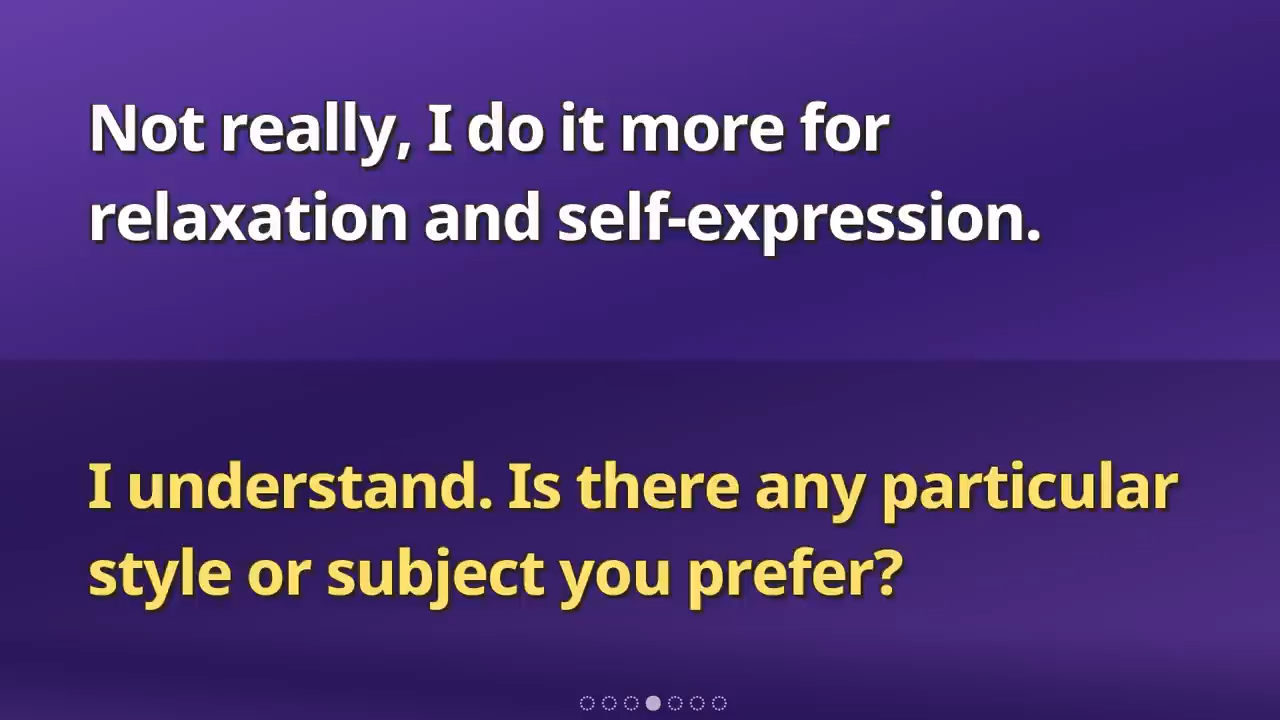 Not really, I do it more for
relaxation and self-expression.
I understand. Is there any particular
style or subject you prefer?